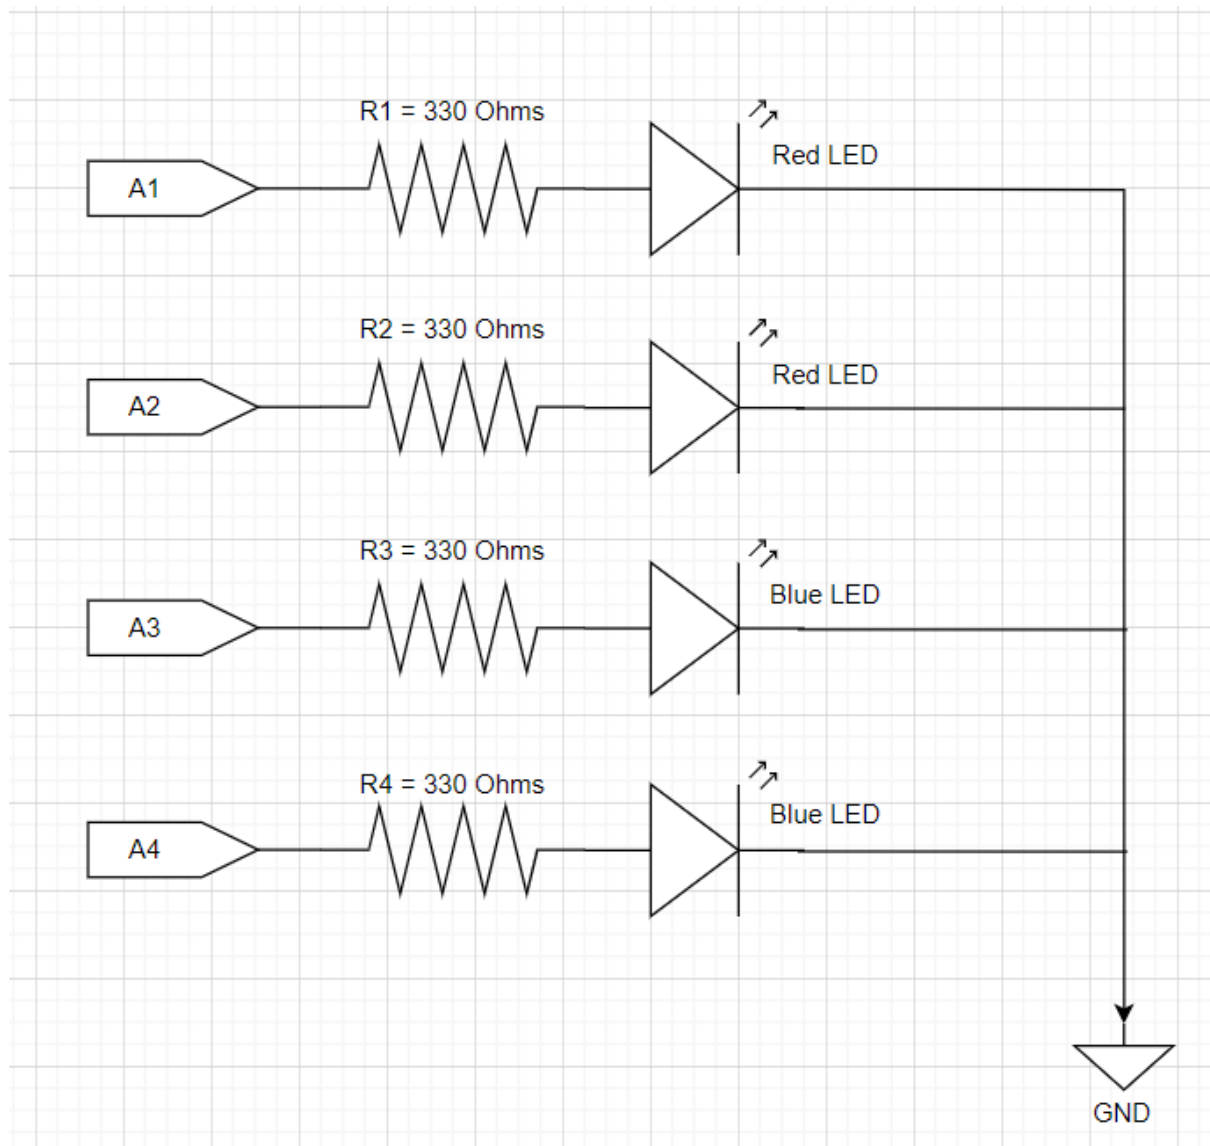 R1 = 330 Ohms
A1
Red LED
R2 = 330 Ohms
A2
Red LED
R3 = 330 Ohms
A3
Blue LED
R4 = 330 Ohms
A4
Blue LED
GND